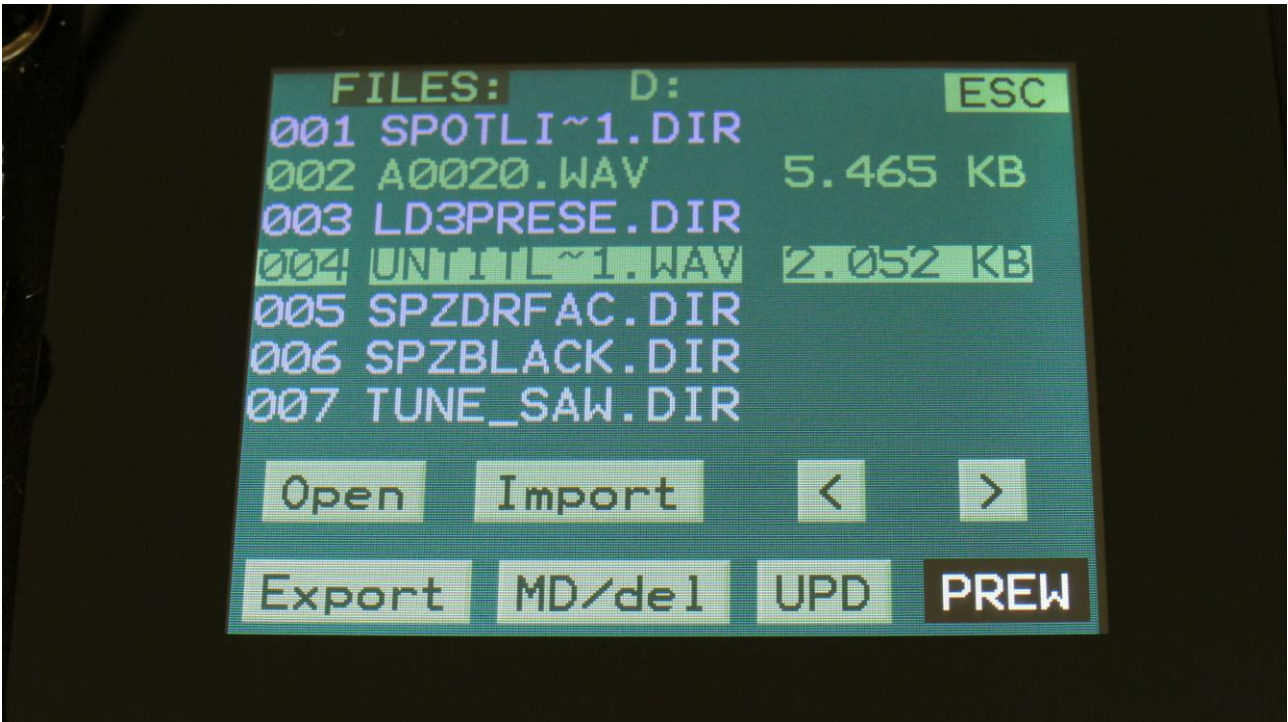 FILES: D: ESC
001 SPOTLI~1.DIR
002 A0020.WAV 5.465 KB
003 LD3PRESE.DIR
004 UNTITL~1.WAV 2.052 KB
005 SPZDRFAC.DIR
006 SPZBLACK.DIR
007 TUNE_SAW.DIR
Open Import < >
Export MD/del UPD PREW